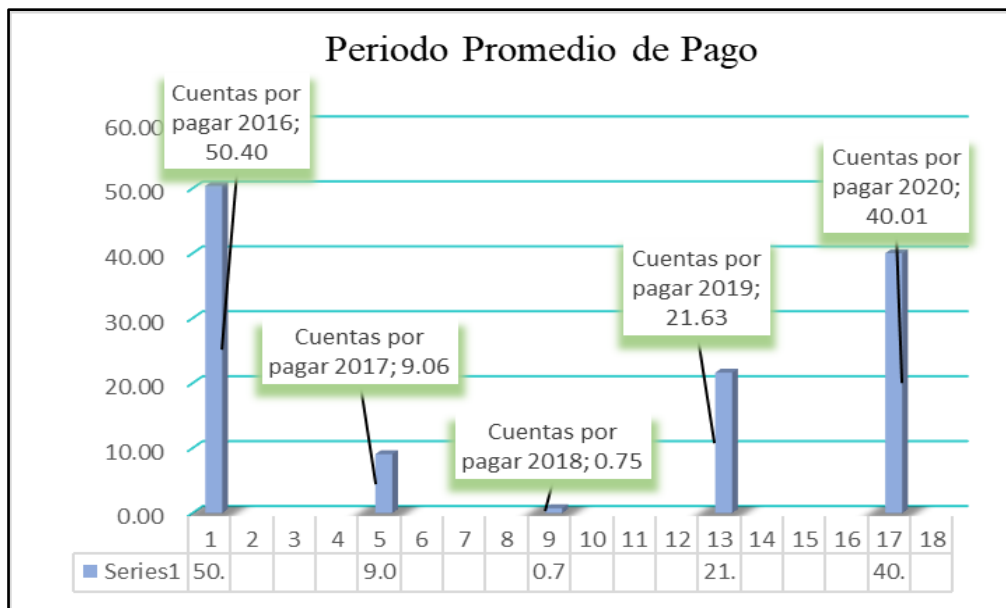 Periodo Promedio de Pago
Cuentas por
pagar 2016;
50.40
Cuentas por
pagar 2017; 9.06
Cuentas por
pagar 2018; 0.75
Cuentas por
pagar 2019;
21.63
Cuentas por
pagar 2020;
40.01
60.00
50.00
40.00
30.00
20.00
10.00
0.00
1 2 3 4 5 6 7 8 9 10 11 12 13 14 15 16 17 18
Series1 50. 9.0 0.7 21. 40.